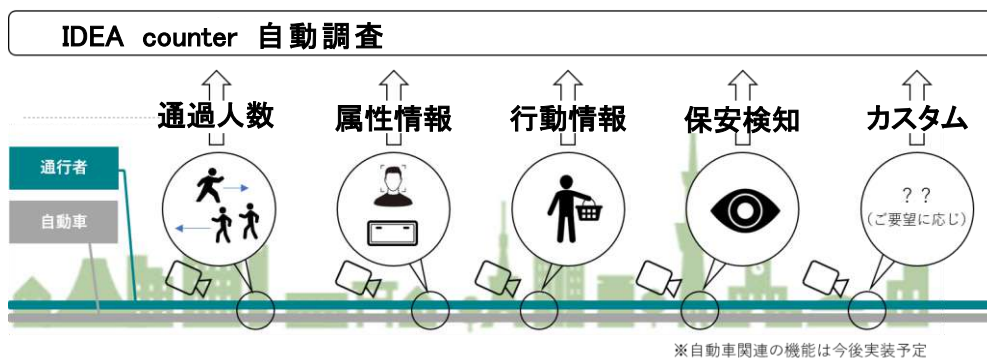 IDEA counter 自動調査
通過人数
属性情報
行動情報
保安検知
カスタム
通行者
自動車
? ?
(ご要望に応じ)
※自動車関連の機能は今後実装予定